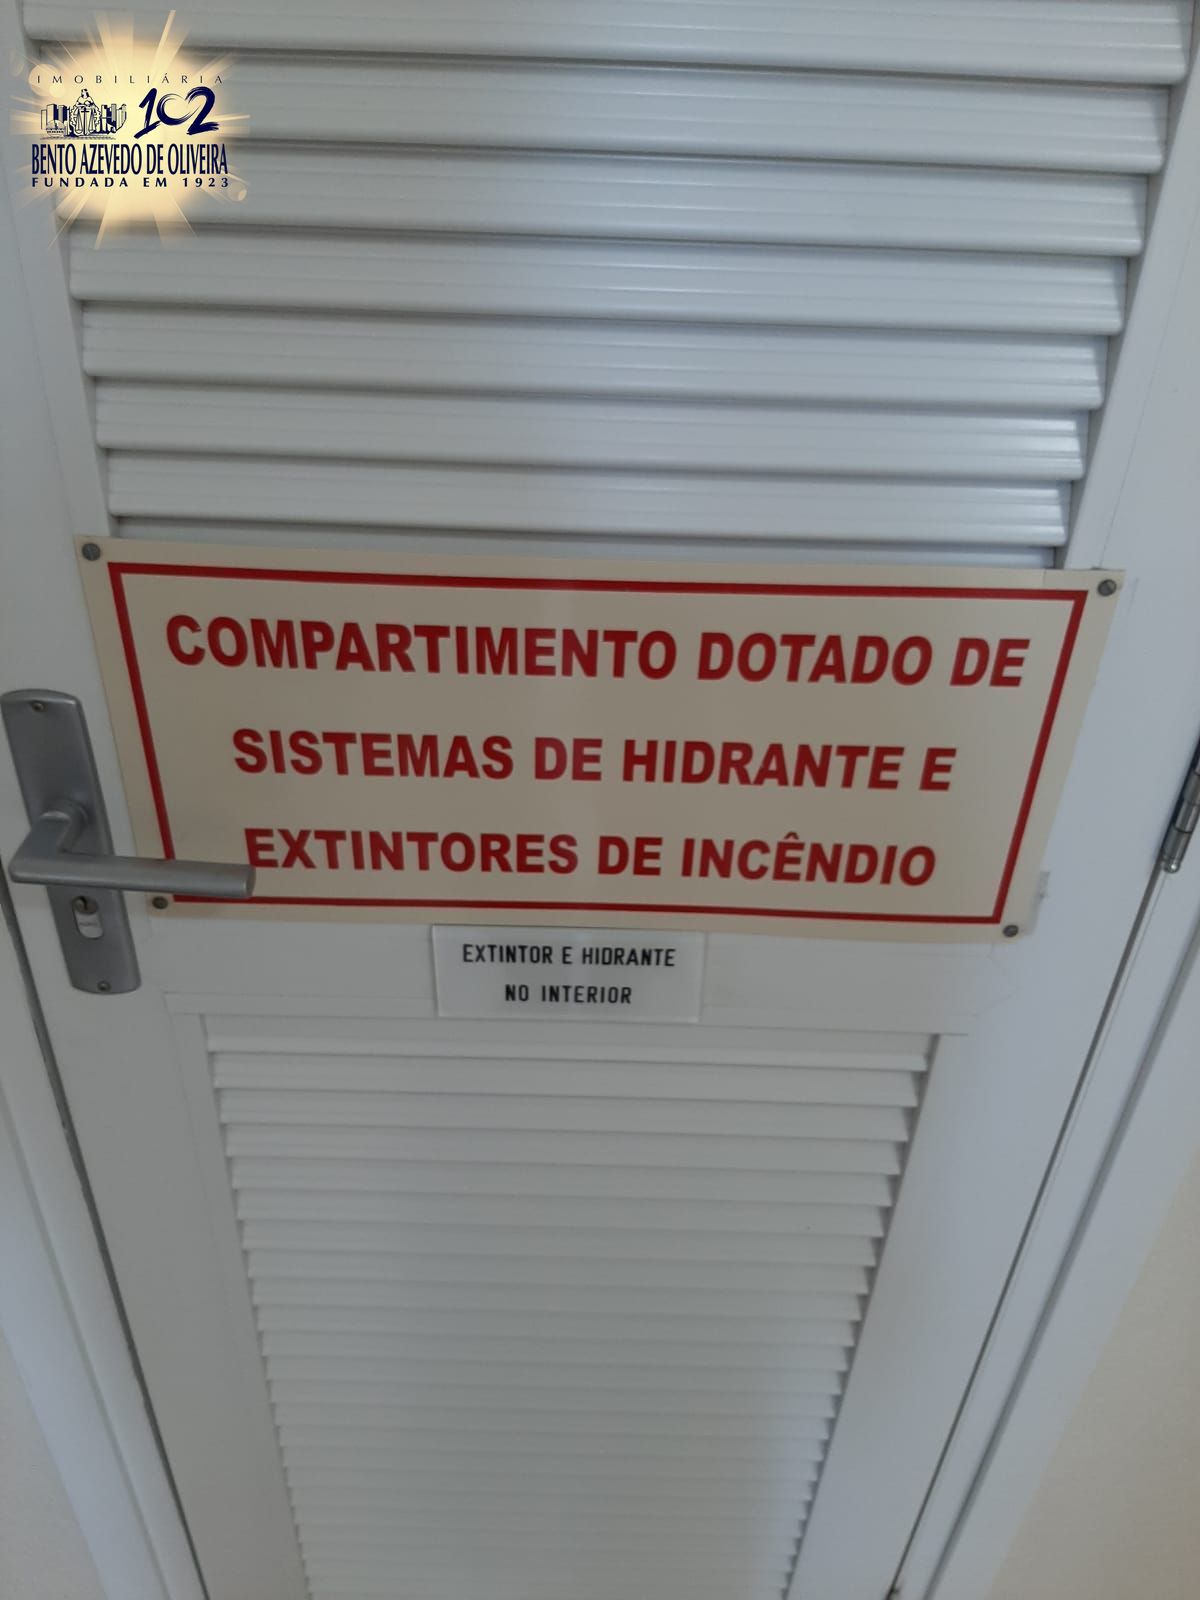 IMOBILIÁRIA
102
BENTO AZEVEDO DE OLIVEIRA
FUNDADA EM 1923
COMPARTIMENTO DOTADO DE
SISTEMAS DE HIDRANTE E
EXTINTORES DE INCÊNDIO
EXTINTOR E HIDRANTE
NO INTERIOR